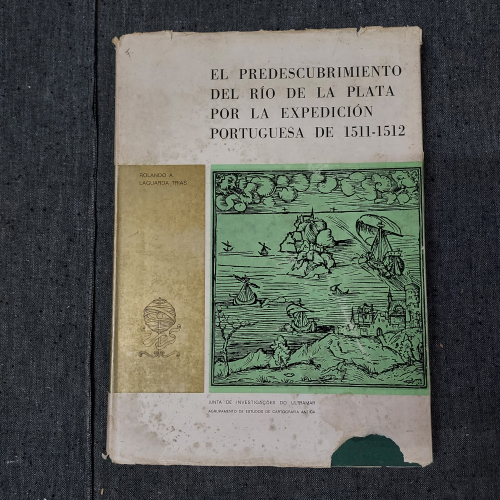 EL PREDESCUBRIMIENTO
DEL RÍO DE LA PLATA
POR LA EXPEDICIÓN
PORTUGUESA DE 1511-1512
ROLANDO A.
LAGUARDA TRÍAS
JUNTA DE INVESTIGAÇÕES DO ULTRAMAR
AGRUPAMENTO DE ESTUDOS DE CARTOGRAFIA ANTIGA